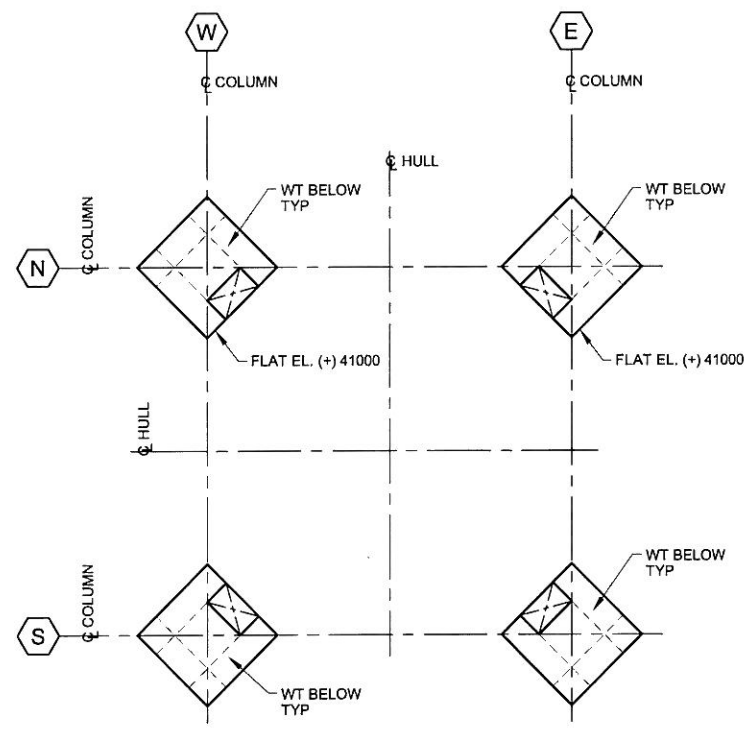 W
E
℄ COLUMN
℄ COLUMN
℄ HULL
WT BELOW
TYP
WT BELOW
TYP
℄ COLUMN
N
FLAT EL. (+) 41000
FLAT EL. (+) 41000
℄ HULL
WT BELOW
TYP
℄ COLUMN
S
WT BELOW
TYP